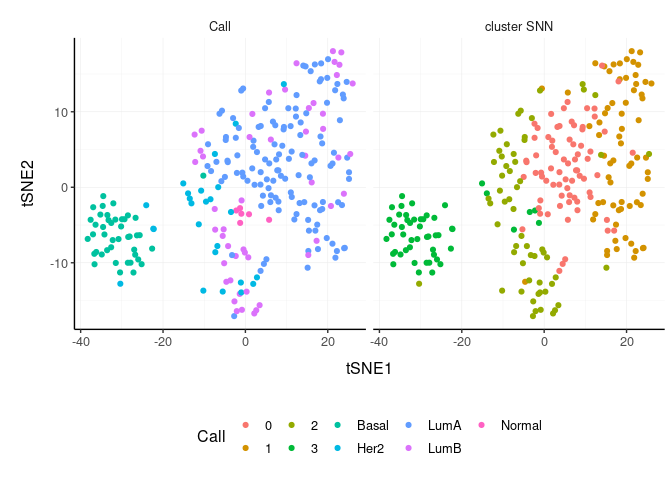 Call cluster SNN
10
0
-10
tSNE2
-40 -20 0 20 -40 -20 0 20
tSNE1
Call
0 2 Basal LumA Normal
1 3 Her2 LumB